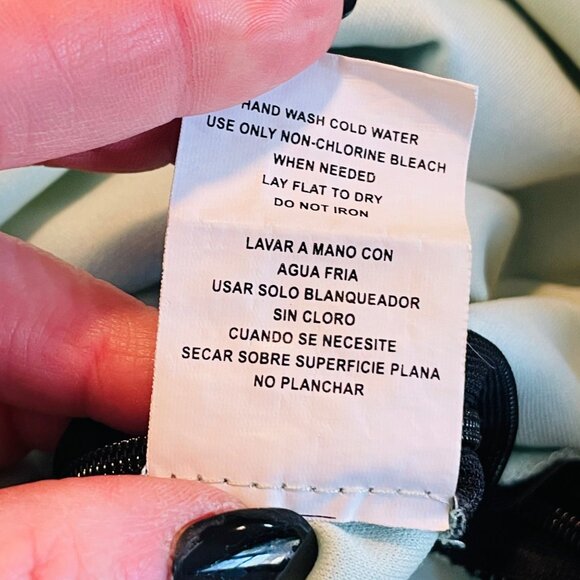 HAND WASH COLD WATER
USE ONLY NON-CHLORINE BLEACH
WHEN NEEDED
LAY FLAT TO DRY
DO NOT IRON
LAVAR A MANO CON
AGUA FRIA
USAR SOLO BLANQUEADOR
SIN CLORO
CUANDO SE NECESITE
SECAR SOBRE SUPERFICIE PLANA
NO PLANCHAR